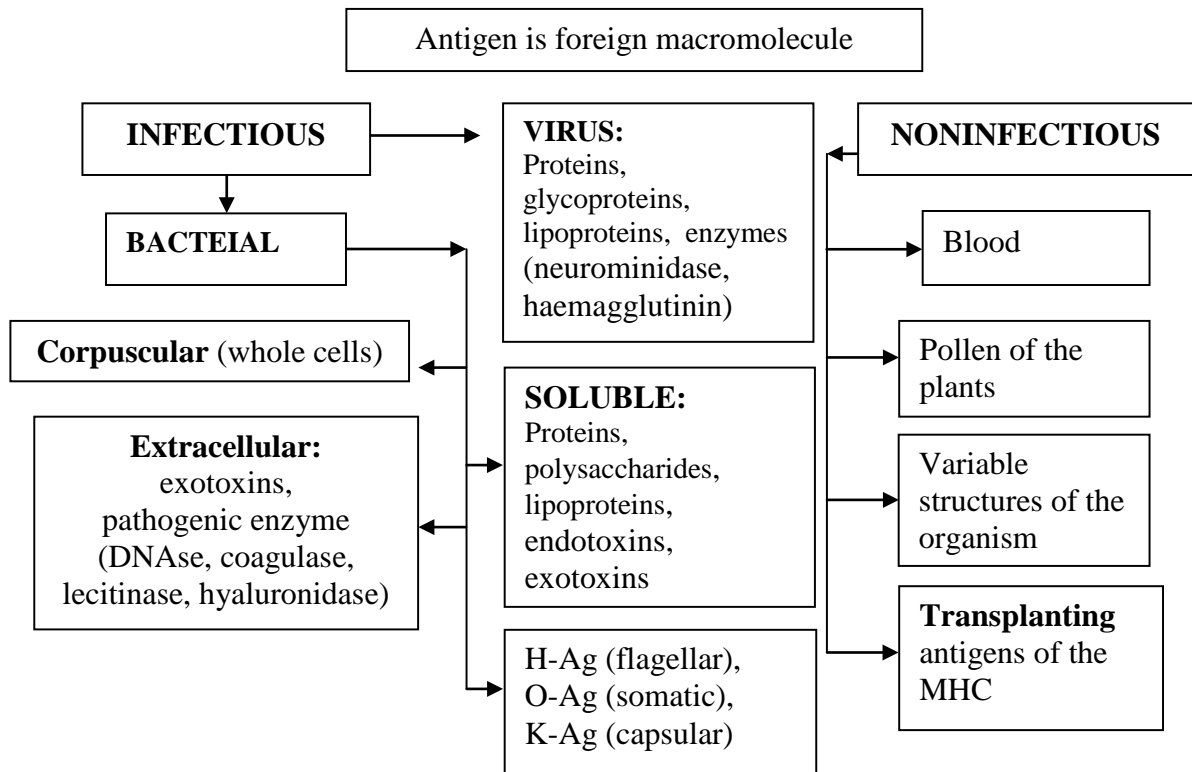 Antigen is foreign macromolecule
INFECTIOUS
BACTEIAL
Corpuscular (whole cells)
Extracellular:
exotoxins,
pathogenic enzyme
(DNAse, coagulase,
lecitinase, hyaluronidase)
VIRUS:
Proteins,
glycoproteins,
lipoproteins, enzymes
(neurominidase,
haemagglutinin)
SOLUBLE:
Proteins,
polysaccharides,
lipoproteins,
endotoxins,
exotoxins
H-Ag (flagellar),
O-Ag (somatic),
K-Ag (capsular)
NONINFECTIOUS
Blood
Pollen of the
plants
Variable
structures of the
organism
Transplanting
antigens of the
MHC